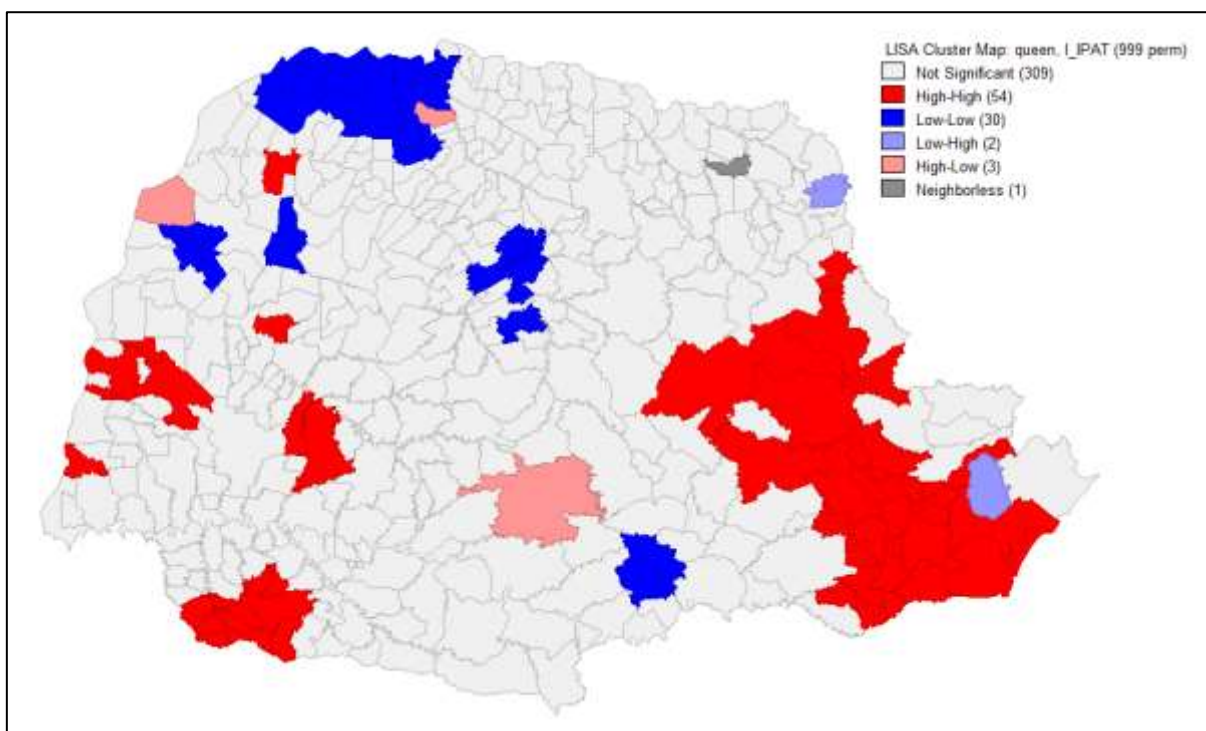 LISA Cluster Map: queen, I_IPAT (999 perm)
Not Significant (309)
High-High (54)
Low-Low (30)
Low-High (2)
High-Low (3)
Neighborless (1)